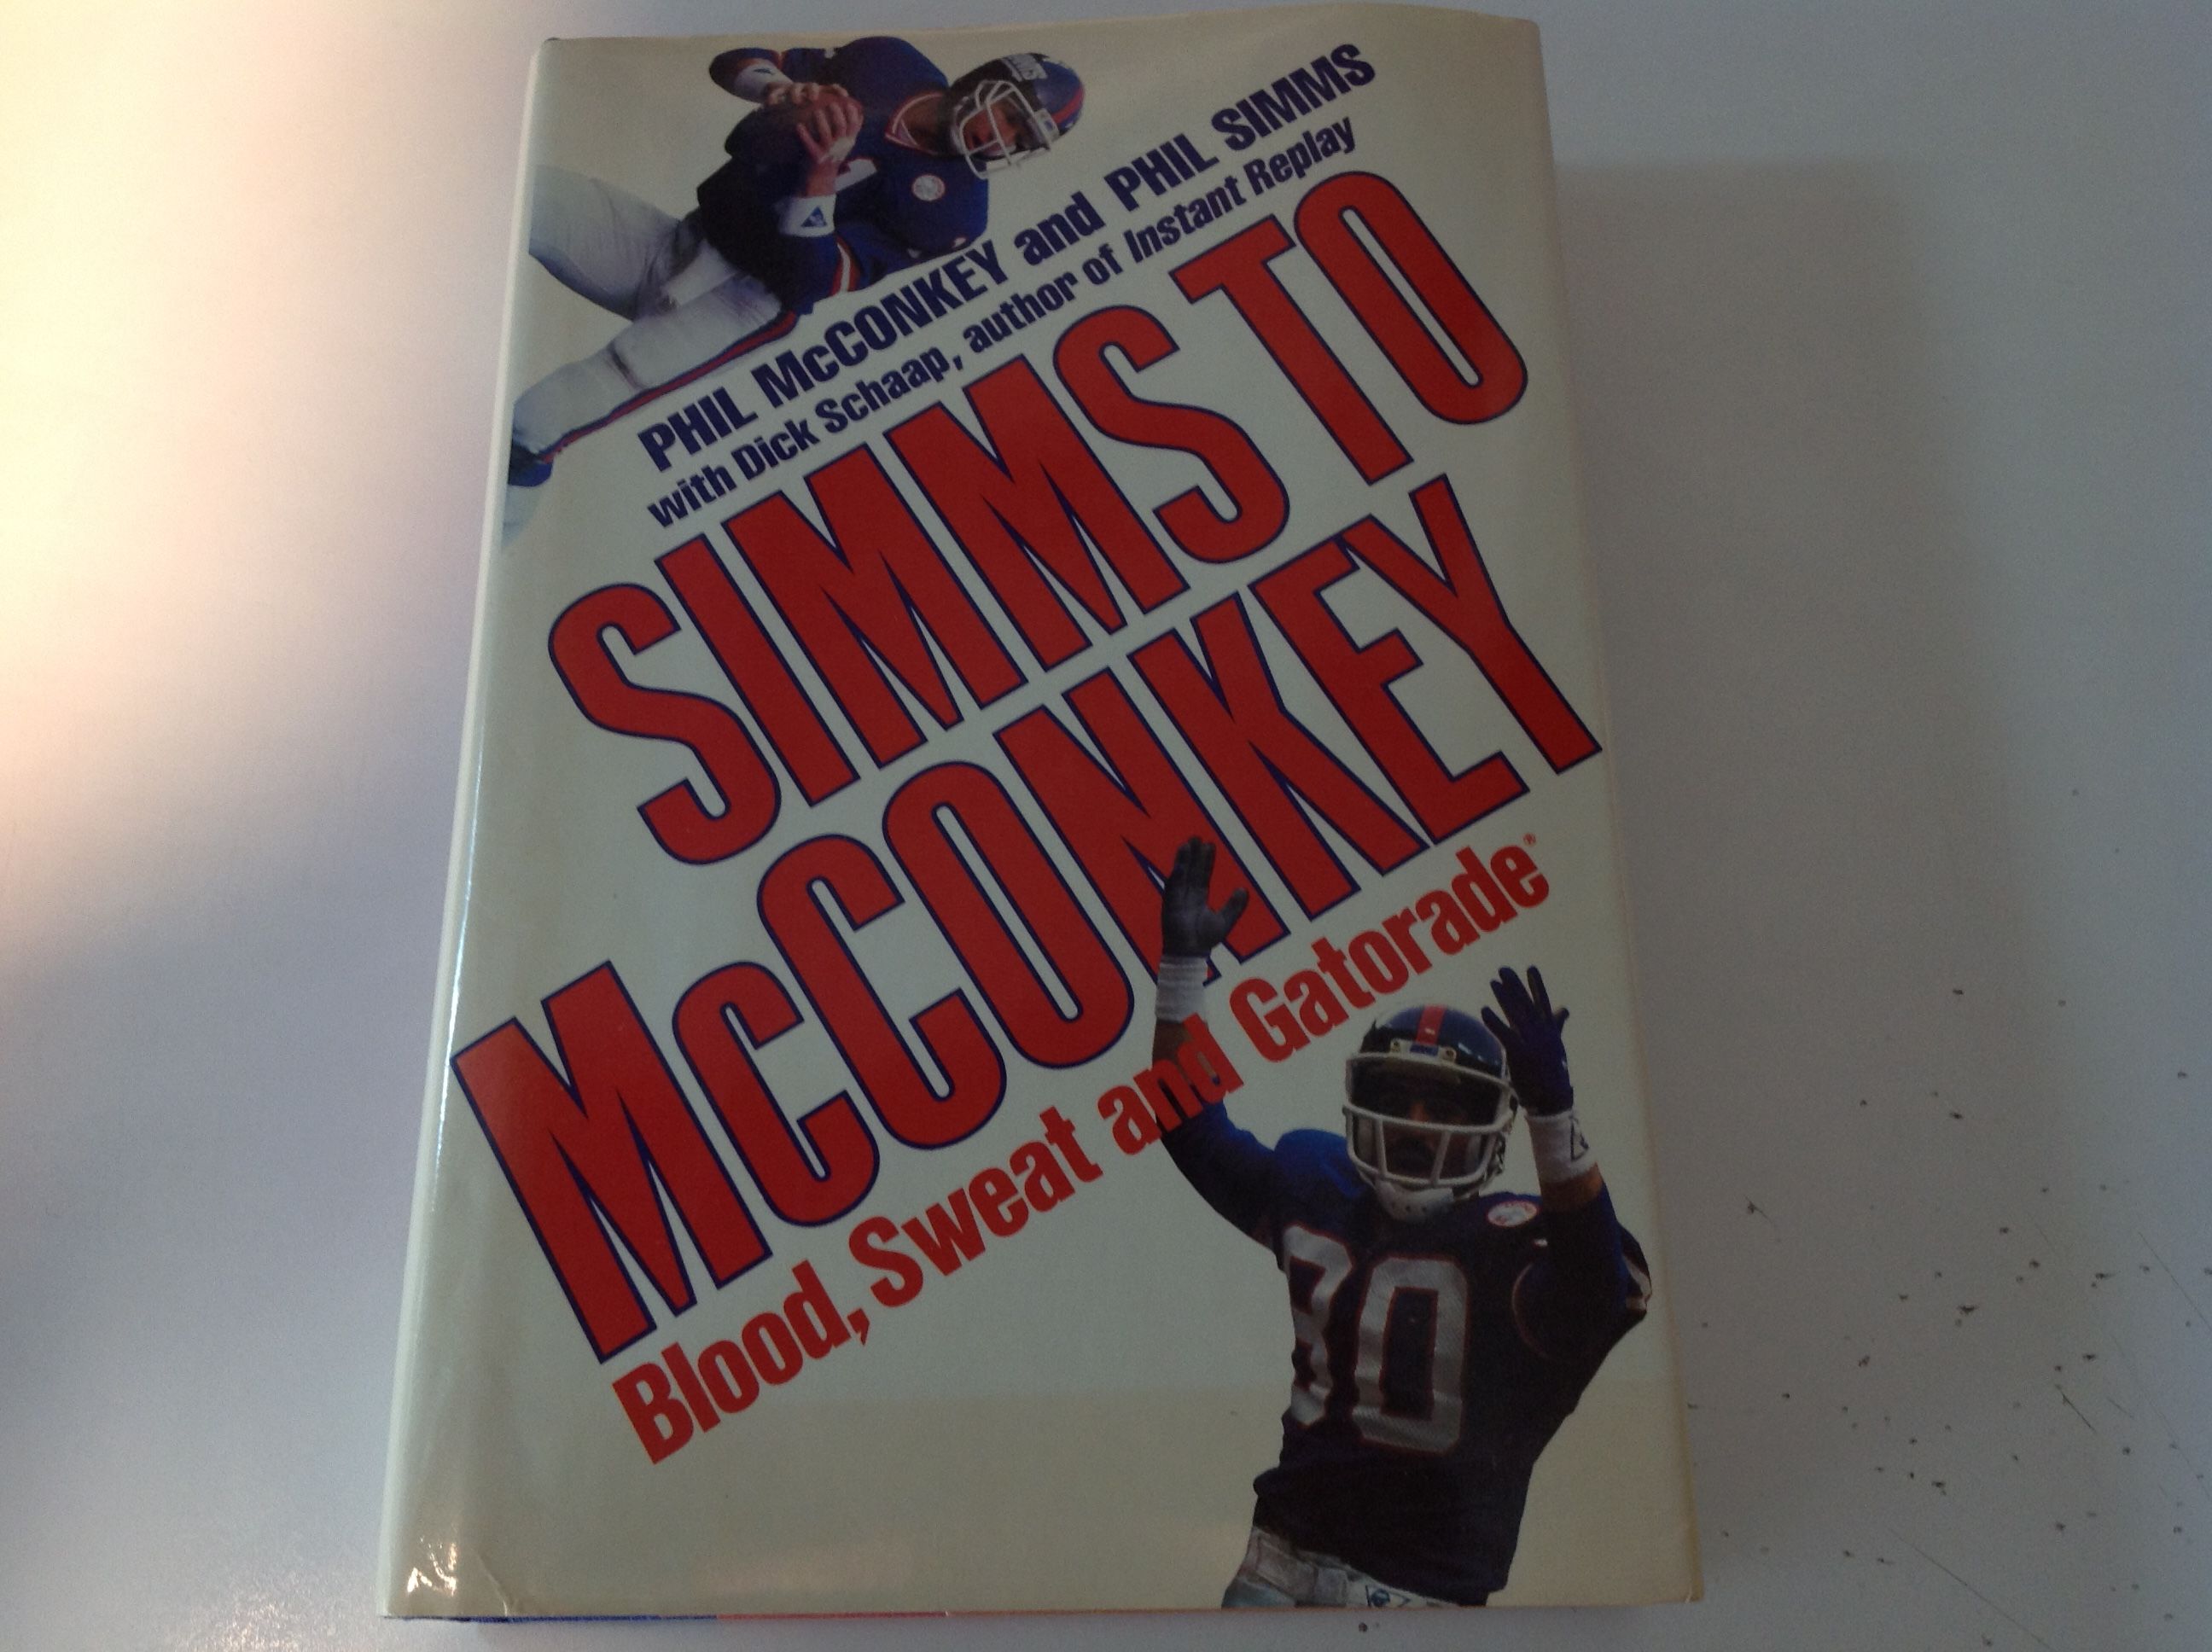 PHIL McCONKEY and PHIL SIMMS
with Dick Schaap, author of Instant Replay
SIMMS TO
McCONKEY
Blood, Sweat and Gatorade®
80